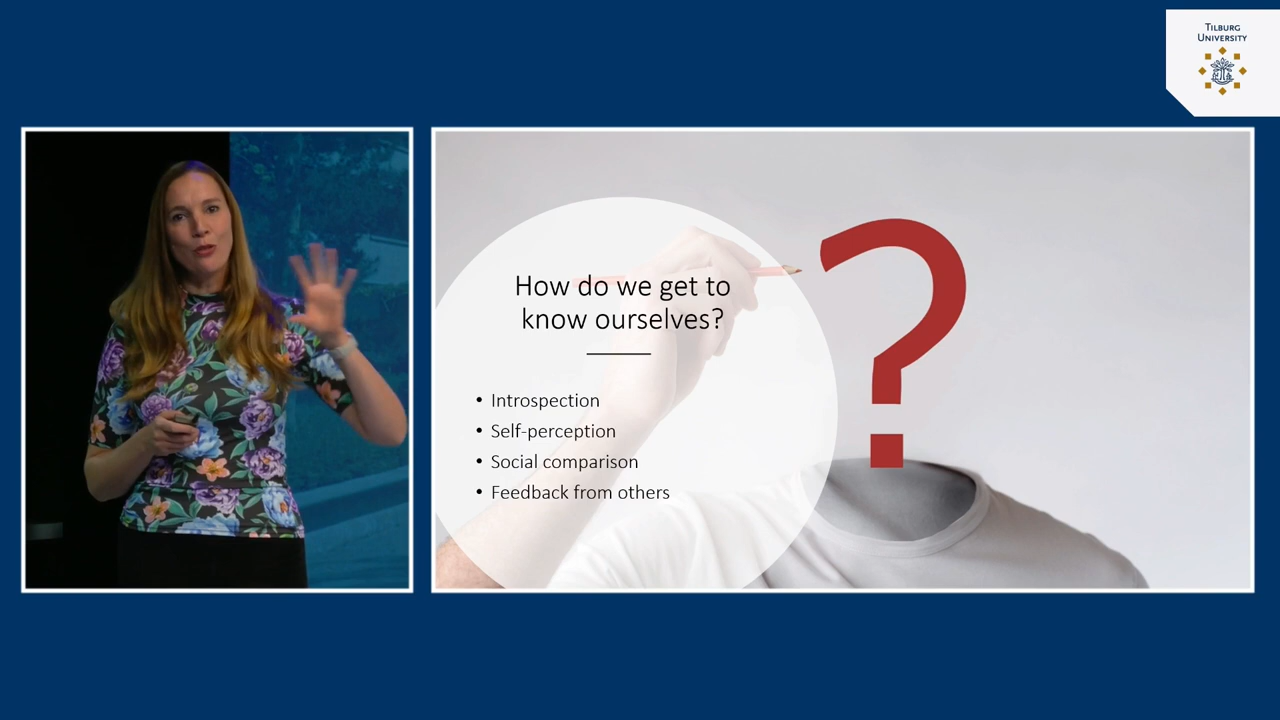 TILBURG
UNIVERSITY
How do we get to
know ourselves?
• Introspection
• Self-perception
• Social comparison
• Feedback from others
?